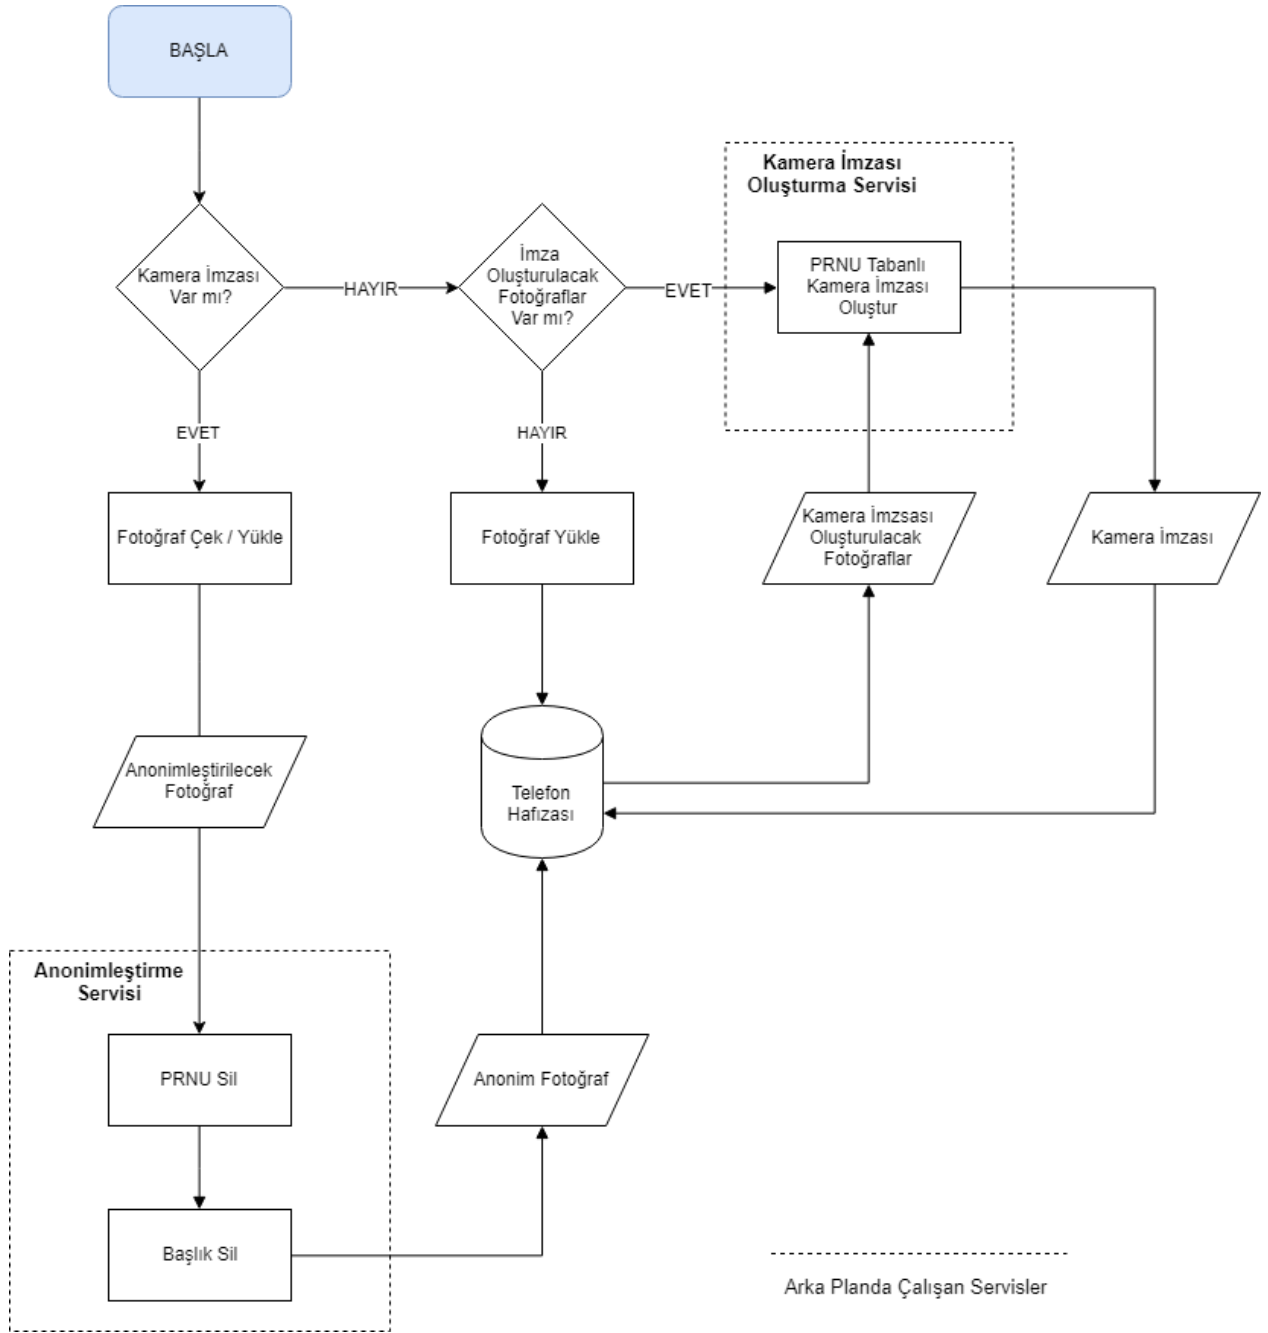 BAŞLA
Kamera İmzası
Oluşturma Servisi
Kamera İmzası
Var mı?
HAYIR
İmza
Oluşturulacak
Fotoğraflar
Var mı?
EVET
PRNU Tabanlı
Kamera İmzası
Oluştur
EVET
HAYIR
Fotoğraf Çek / Yükle
Fotoğraf Yükle
Kamera İmzsası
Oluşturulacak
Fotoğraflar
Kamera İmzası
Anonimleştirilecek
Fotoğraf
Telefon
Hafızası
Anonimleştirme
Servisi
PRNU Sil
Anonim Fotoğraf
Başlık Sil
Arka Planda Çalışan Servisler